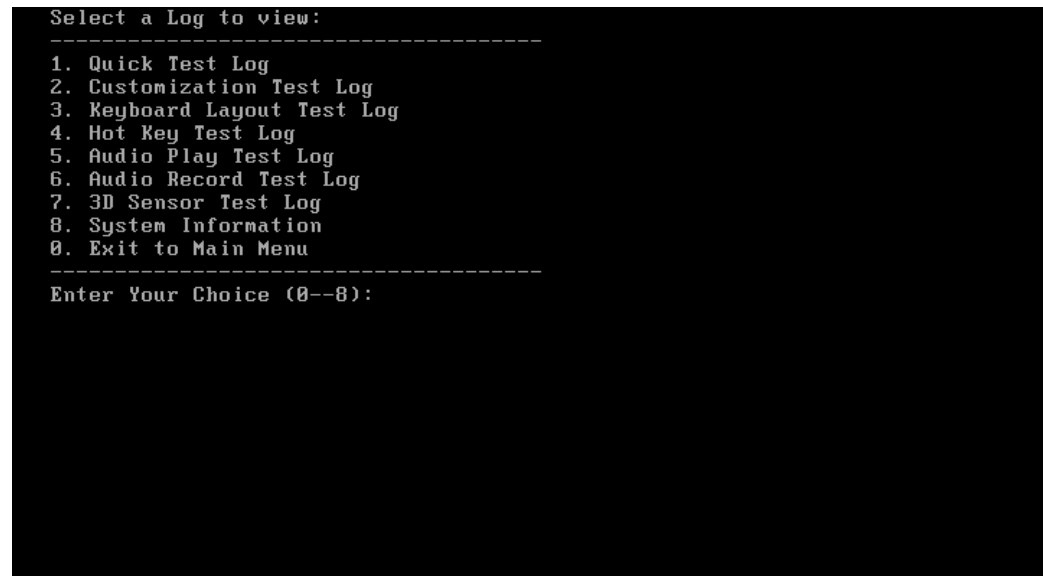 Select a Log to view:
--------------------------------------
1. Quick Test Log
2. Customization Test Log
3. Keyboard Layout Test Log
4. Hot Key Test Log
5. Audio Play Test Log
6. Audio Record Test Log
7. 3D Sensor Test Log
8. System Information
0. Exit to Main Menu
--------------------------------------
Enter Your Choice (0--8):